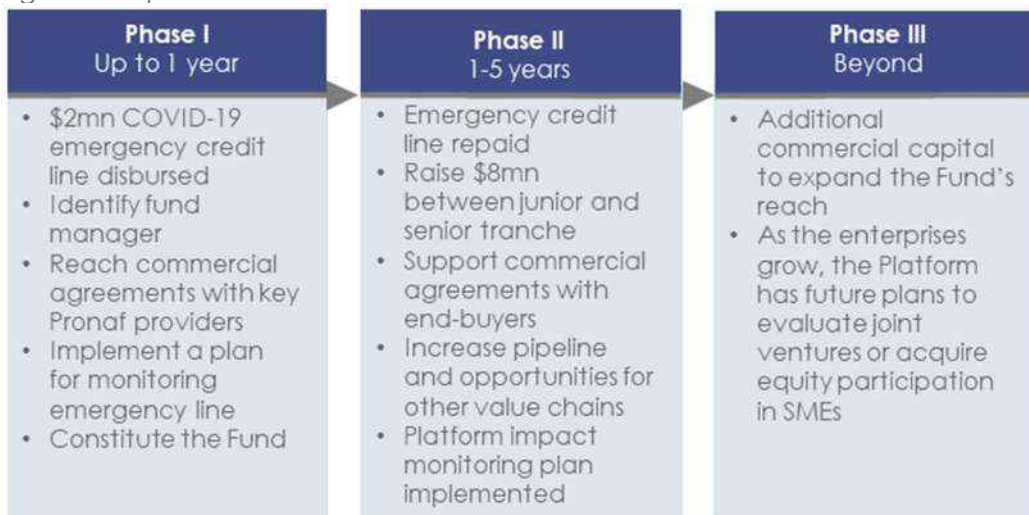 Phase I
Up to 1 year
• $2mn COVID-19
emergency credit
line disbursed
• Identify fund
manager
• Reach commercial
agreements with key
Pronaf providers
• Implement a plan
for monitoring
emergency line
• Constitute the Fund
Phase II
1-5 years
• Emergency credit
line repaid
• Raise $8mn
between junior and
senior tranche
• Support commercial
agreements with
end-buyers
• Increase pipeline
and opportunities for
other value chains
• Platform impact
monitoring plan
implemented
Phase III
Beyond
• Additional
commercial capital
to expand the Fund's
reach
• As the enterprises
grow, the Platform
has future plans to
evaluate joint
ventures or acquire
equity participation
in SMEs